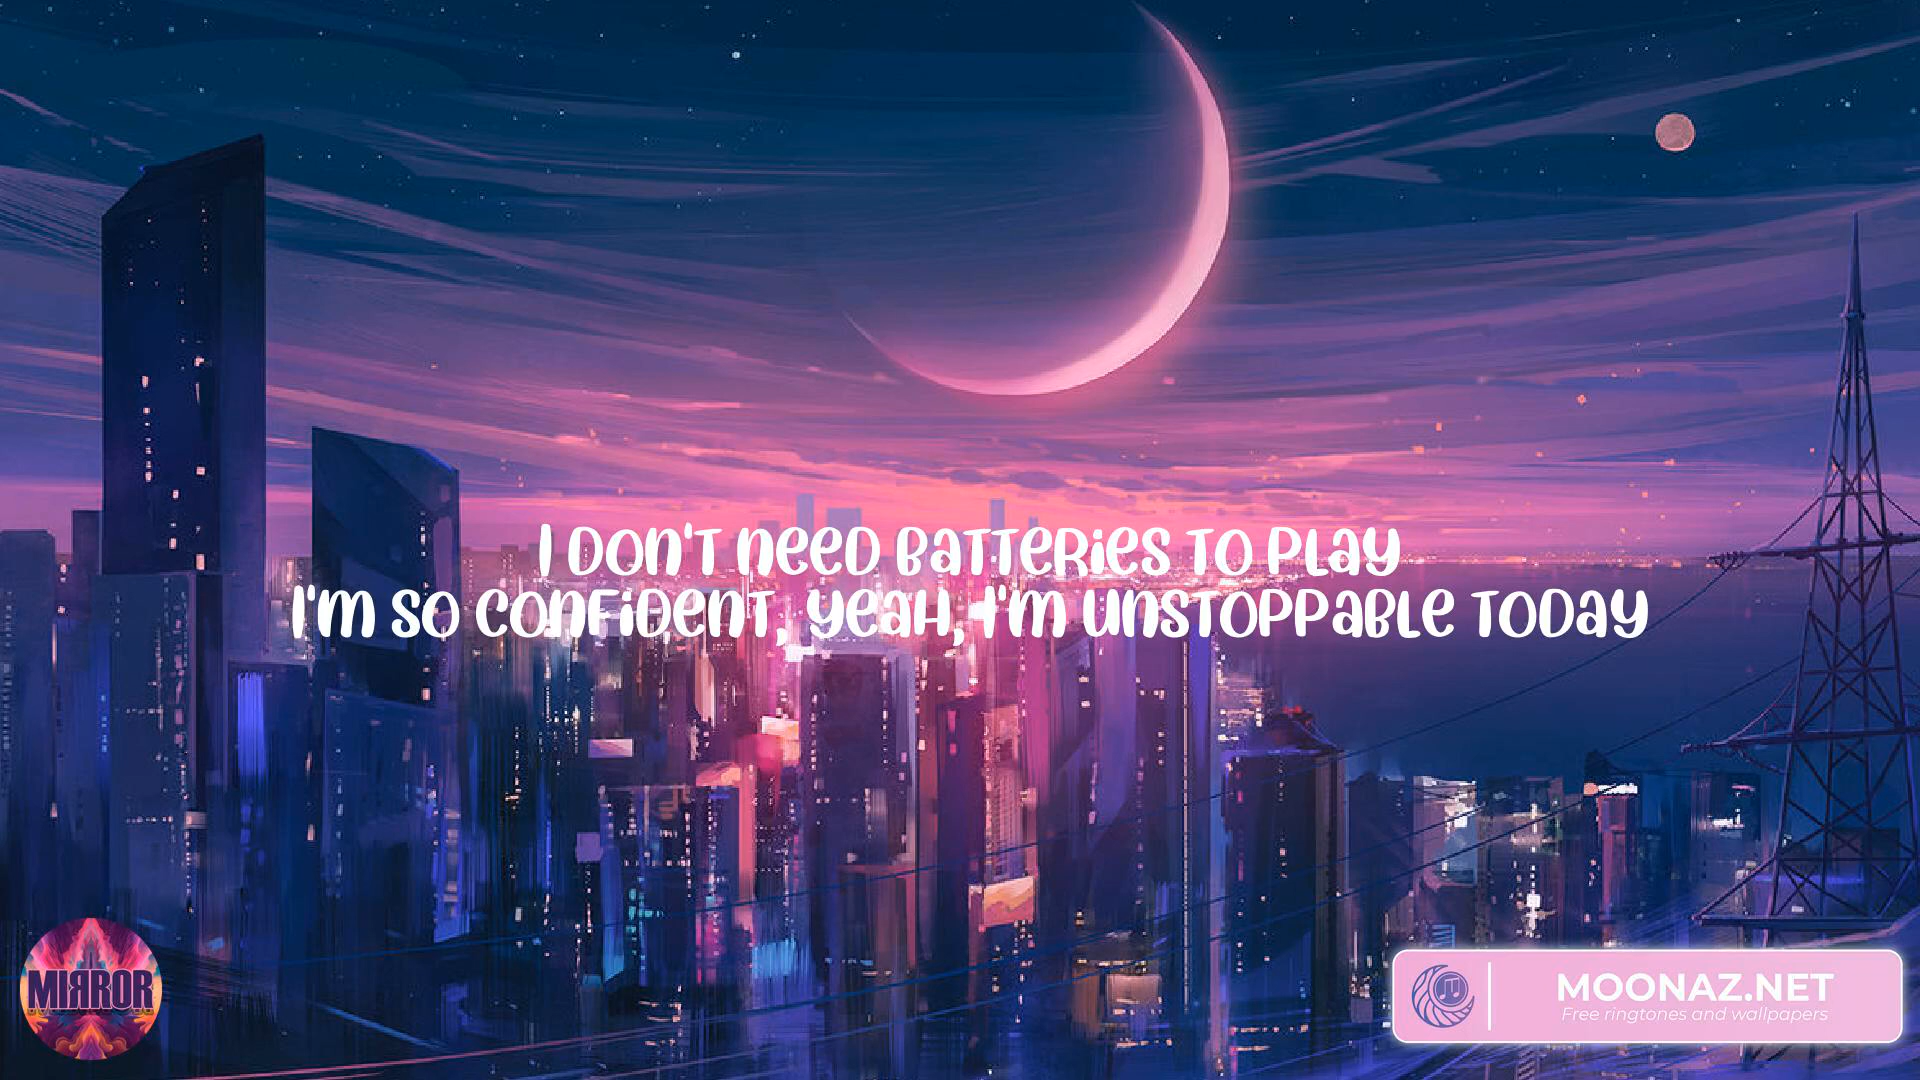 I DON'T NEED BATTERIES TO PLAY
I'M SO CONFIDENT, YEAH, I'M UNSTOPPABLE TODAY
MIRROR
MOONAZ.NET
Free ringtones and wallpapers